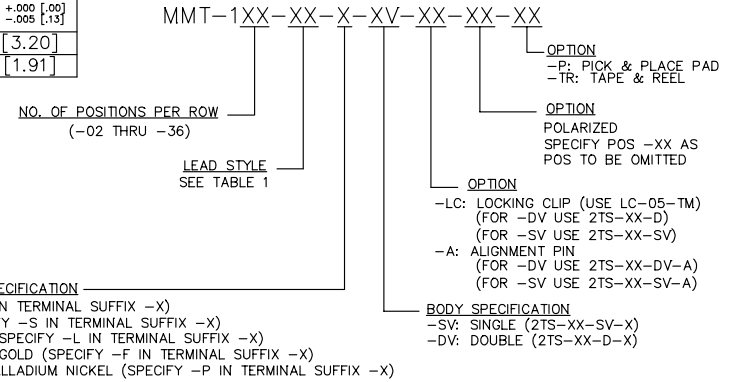 +.000 [.00]
-.005 [.13]
[3.20]
[1.91]
MMT-1XX-XX-X-XV-XX-XX-XX
OPTION
-P: PICK & PLACE PAD
-TR: TAPE & REEL
NO. OF POSITIONS PER ROW
(-02 THRU -36)
OPTION
POLARIZED
SPECIFY POS -XX AS
POS TO BE OMITTED
LEAD STYLE
SEE TABLE 1
OPTION
-LC: LOCKING CLIP (USE LC-05-TM)
(FOR -DV USE 2TS-XX-D)
(FOR -SV USE 2TS-XX-SV)
-A: ALIGNMENT PIN
(FOR -DV USE 2TS-XX-DV-A)
(FOR -SV USE 2TS-XX-SV-A)
ECIFICATION
N TERMINAL SUFFIX -X)
Y -S IN TERMINAL SUFFIX -X)
SPECIFY -L IN TERMINAL SUFFIX -X)
GOLD (SPECIFY -F IN TERMINAL SUFFIX -X)
LLADIUM NICKEL (SPECIFY -P IN TERMINAL SUFFIX -X)
BODY SPECIFICATION
-SV: SINGLE (2TS-XX-SV-X)
-DV: DOUBLE (2TS-XX-D-X)